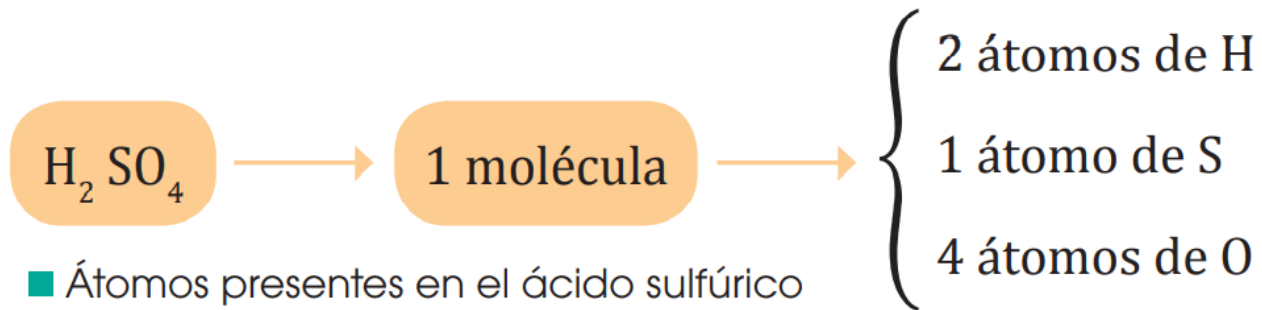 H₂ SO₄
1 molécula
2 átomos de H
1 átomo de S
4 átomos de O
Átomos presentes en el ácido sulfúrico